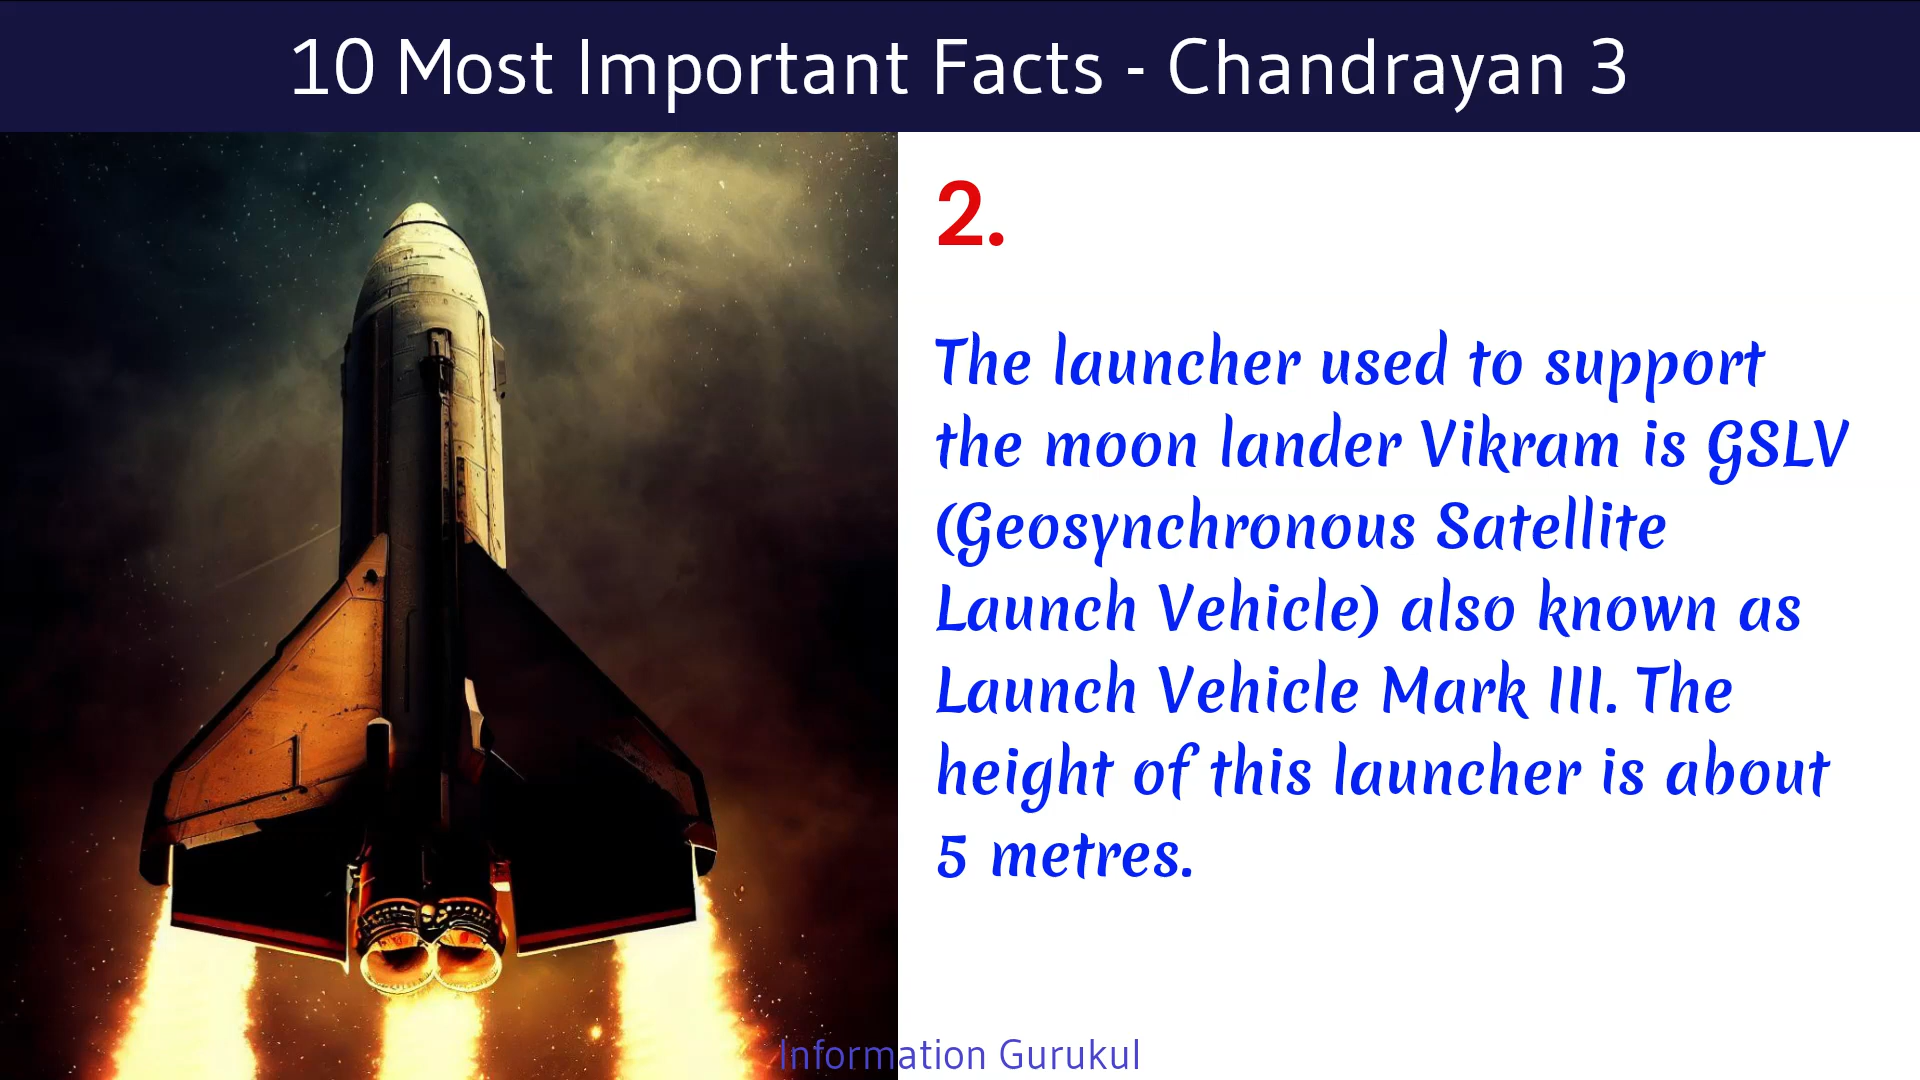 10 Most Important Facts - Chandrayan 3
2.
The launcher used to support
the moon lander Vikram is GSLV
(Geosynchronous Satellite
Launch Vehicle) also known as
Launch Vehicle Mark III. The
height of this launcher is about
5 metres.
Information Gurukul